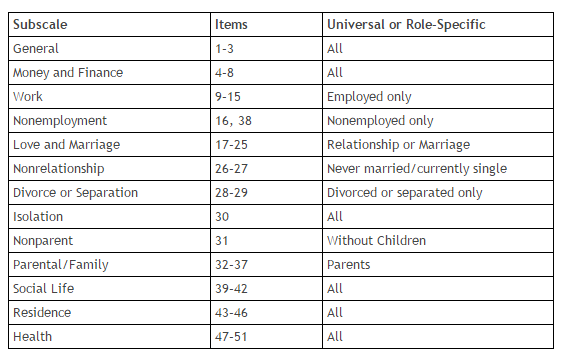 Subscale Items Universal or Role-Specific
General 1-3 All
Money and Finance 4-8 All
Work 9-15 Employed only
Nonemployment 16, 38 Nonemployed only
Love and Marriage 17-25 Relationship or Marriage
Nonrelationship 26-27 Never married/currently single
Divorce or Separation 28-29 Divorced or separated only
Isolation 30 All
Nonparent 31 Without Children
Parental/Family 32-37 Parents
Social Life 39-42 All
Residence 43-46 All
Health 47-51 All